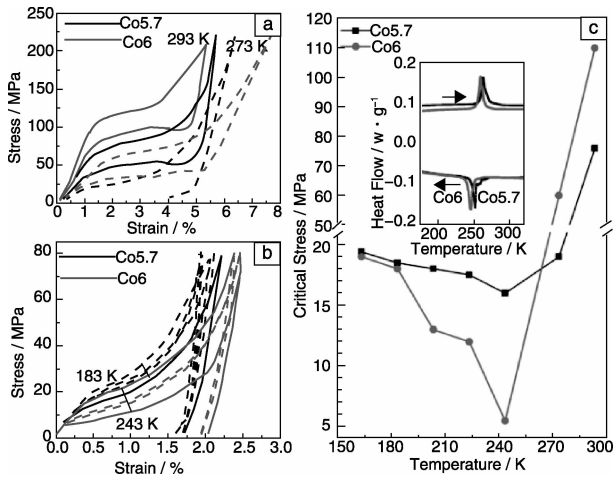 a
Co5.7
Co6
293 K
273 K
250
200
150
100
50
0
Stress / MPa
0 1 2 3 4 5 6 7 8
Strain / %
b
Co5.7
Co6
183 K
243 K
80
60
40
20
0
Stress / MPa
0.0 0.5 1.0 1.5 2.0 2.5 3.0
Strain / %
c
Co5.7
Co6
120
110
100
90
80
70
60
50
20
15
10
5
Critical Stress / MPa
150 180 210 240 270 300
Temperature / K
0.2
0.1
0.0
−0.1
−0.2
Heat Flow / w · g⁻¹
Co6
Co5.7
200 250 300
Temperature / K